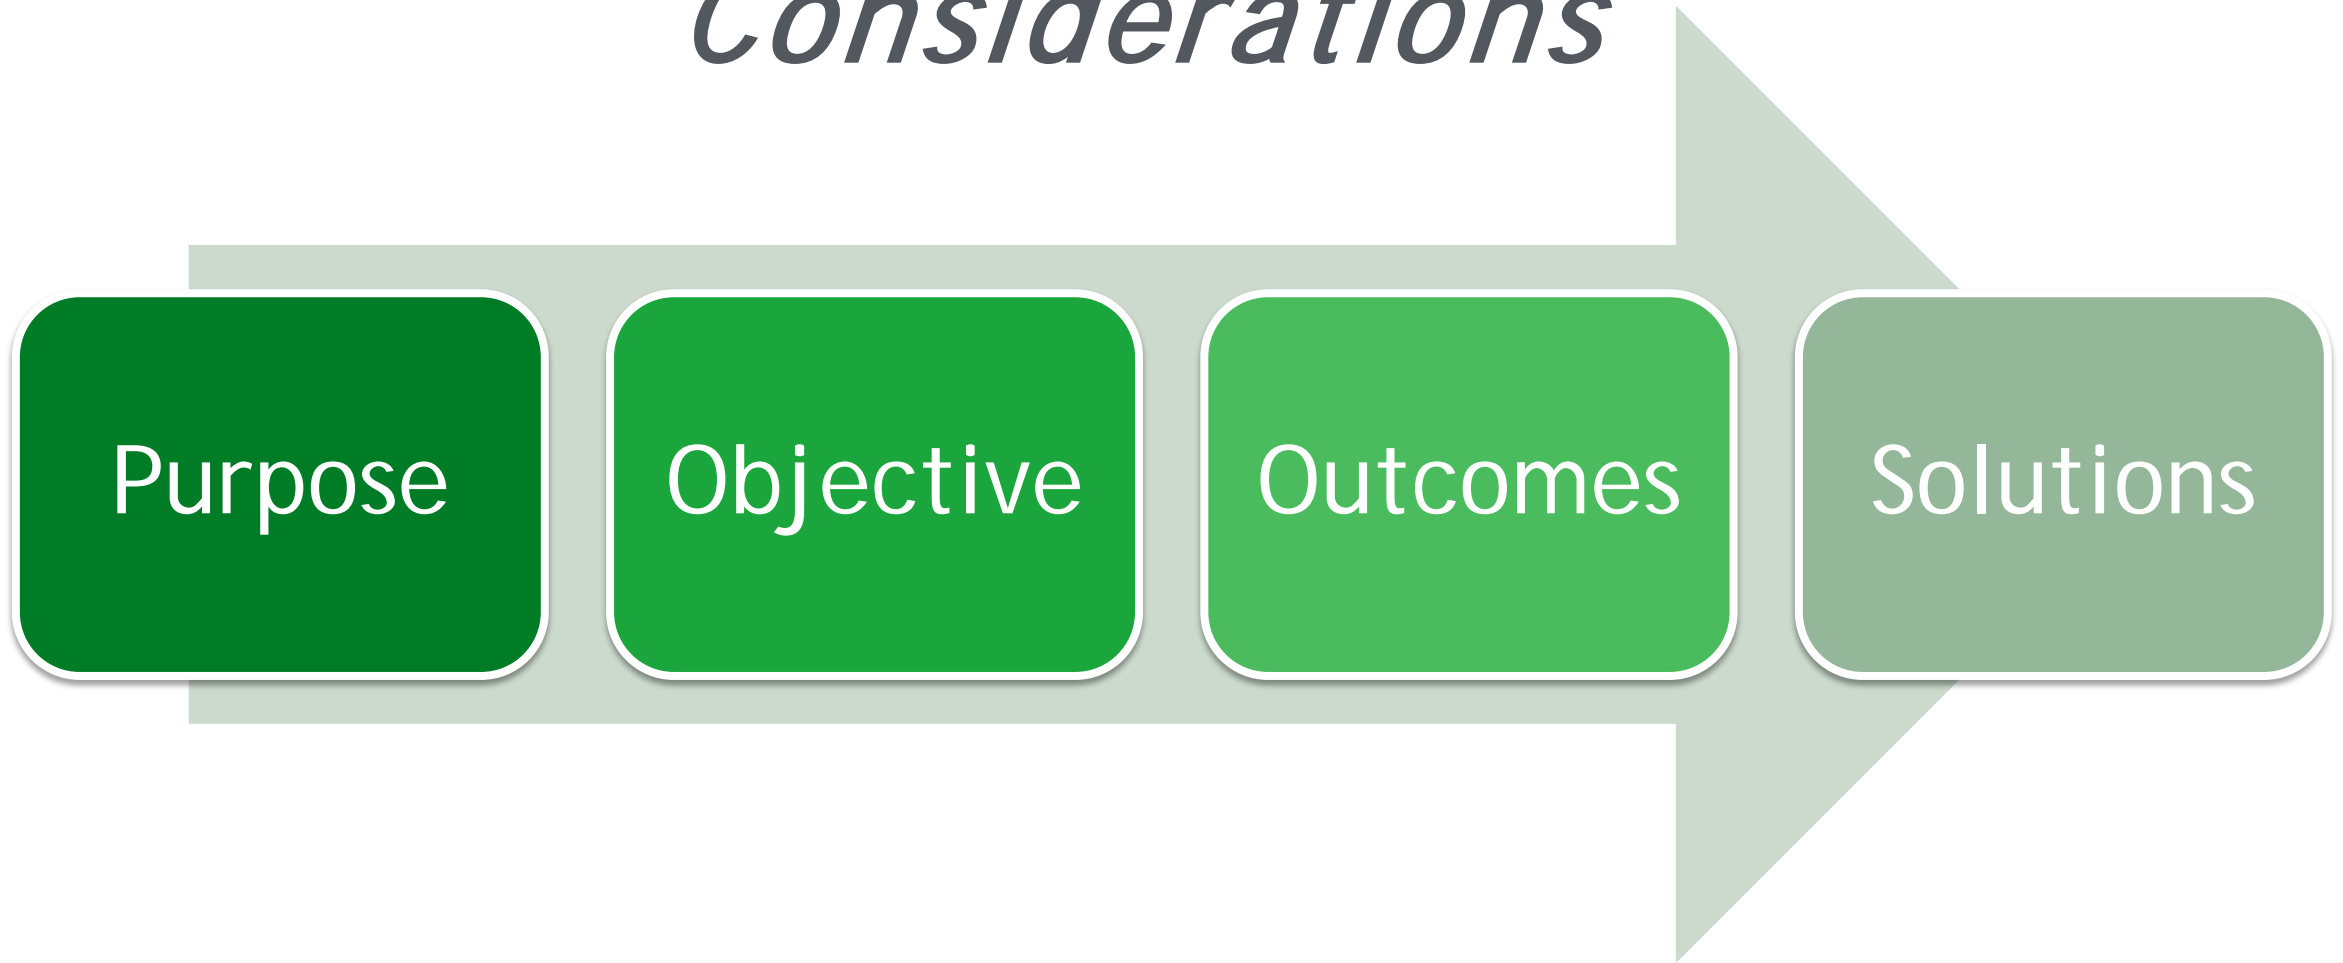 Considerations
Purpose
Objective
Outcomes
Solutions